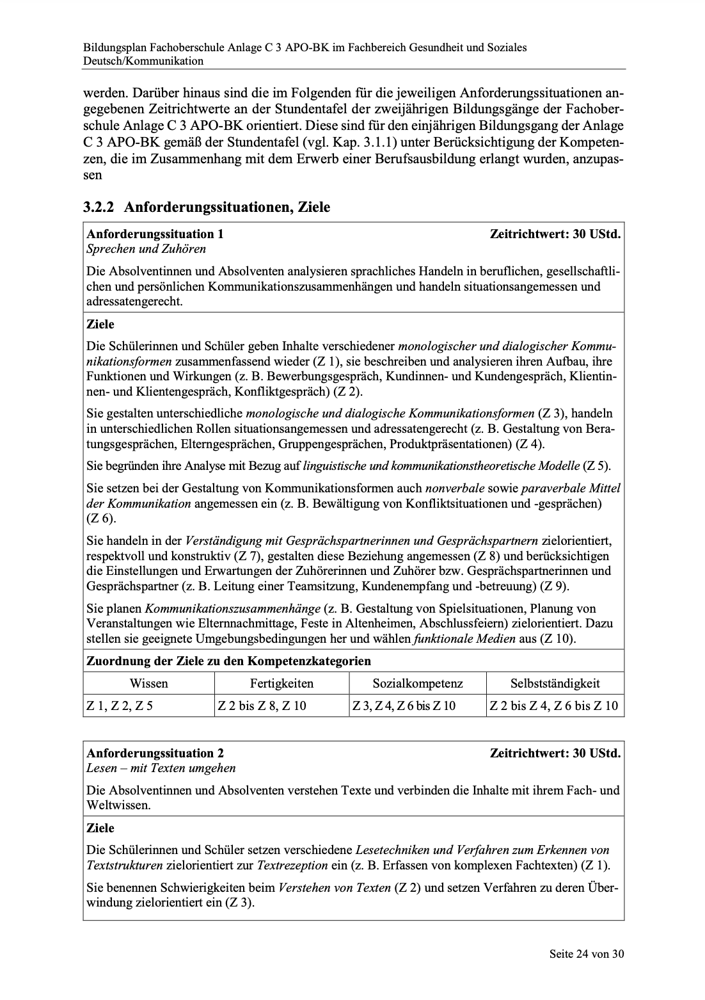 Bildungsplan Fachoberschule Anlage C 3 APO-BK im Fachbereich Gesundheit und Soziales
Deutsch/Kommunikation
werden. Darüber hinaus sind die im Folgenden für die jeweiligen Anforderungssituationen an-
gegebenen Zeitrichtwerte an der Stundentafel der zweijährigen Bildungsgänge der Fachober-
schule Anlage C 3 APO-BK orientiert. Diese sind für den einjährigen Bildungsgang der Anlage
C 3 APO-BK gemäß der Stundentafel (vgl. Kap. 3.1.1) unter Berücksichtigung der Kompeten-
zen, die im Zusammenhang mit dem Erwerb einer Berufsausbildung erlangt wurden, anzupas-
sen
3.2.2 Anforderungssituationen, Ziele
Anforderungssituation 1 Zeitrichtwert: 30 UStd.
Sprechen und Zuhören
Die Absolventinnen und Absolventen analysieren sprachliches Handeln in beruflichen, gesellschaftli-
chen und persönlichen Kommunikationszusammenhängen und handeln situationsangemessen und
adressatengerecht.
Ziele
Die Schülerinnen und Schüler geben Inhalte verschiedener monologischer und dialogischer Kommu-
nikationsformen zusammenfassend wieder (Z 1), sie beschreiben und analysieren ihren Aufbau, ihre
Funktionen und Wirkungen (z. B. Bewerbungsgespräch, Kundinnen- und Kundengespräch, Klientin-
nen- und Klientengespräch, Konfliktgespräch) (Z 2).
Sie gestalten unterschiedliche monologische und dialogische Kommunikationsformen (Z 3), handeln
in unterschiedlichen Rollen situationsangemessen und adressatengerecht (z. B. Gestaltung von Bera-
tungsgesprächen, Elterngesprächen, Gruppengesprächen, Produktpräsentationen) (Z 4).
Sie begründen ihre Analyse mit Bezug auf linguistische und kommunikationstheoretische Modelle (Z 5).
Sie setzen bei der Gestaltung von Kommunikationsformen auch nonverbale sowie paraverbale Mittel
der Kommunikation angemessen ein (z. B. Bewältigung von Konfliktsituationen und -gesprächen)
(Z 6).
Sie handeln in der Verständigung mit Gesprächspartnerinnen und Gesprächspartnern zielorientiert,
respektvoll und konstruktiv (Z 7), gestalten diese Beziehung angemessen (Z 8) und berücksichtigen
die Einstellungen und Erwartungen der Zuhörerinnen und Zuhörer bzw. Gesprächspartnerinnen und
Gesprächspartner (z. B. Leitung einer Teamsitzung, Kundenempfang und -betreuung) (Z 9).
Sie planen Kommunikationszusammenhänge (z. B. Gestaltung von Spielsituationen, Planung von
Veranstaltungen wie Elternnachmittage, Feste in Altenheimen, Abschlussfeiern) zielorientiert. Dazu
stellen sie geeignete Umgebungsbedingungen her und wählen funktionale Medien aus (Z 10).
Zuordnung der Ziele zu den Kompetenzkategorien
Wissen Fertigkeiten Sozialkompetenz Selbstständigkeit
Z 1, Z 2, Z 5 Z 2 bis Z 8, Z 10 Z 3, Z 4, Z 6 bis Z 10 Z 2 bis Z 4, Z 6 bis Z 10
Anforderungssituation 2 Zeitrichtwert: 30 UStd.
Lesen – mit Texten umgehen
Die Absolventinnen und Absolventen verstehen Texte und verbinden die Inhalte mit ihrem Fach- und
Weltwissen.
Ziele
Die Schülerinnen und Schüler setzen verschiedene Lesetechniken und Verfahren zum Erkennen von
Textstrukturen zielorientiert zur Textrezeption ein (z. B. Erfassen von komplexen Fachtexten) (Z 1).
Sie benennen Schwierigkeiten beim Verstehen von Texten (Z 2) und setzen Verfahren zu deren Über-
windung zielorientiert ein (Z 3).
Seite 24 von 30